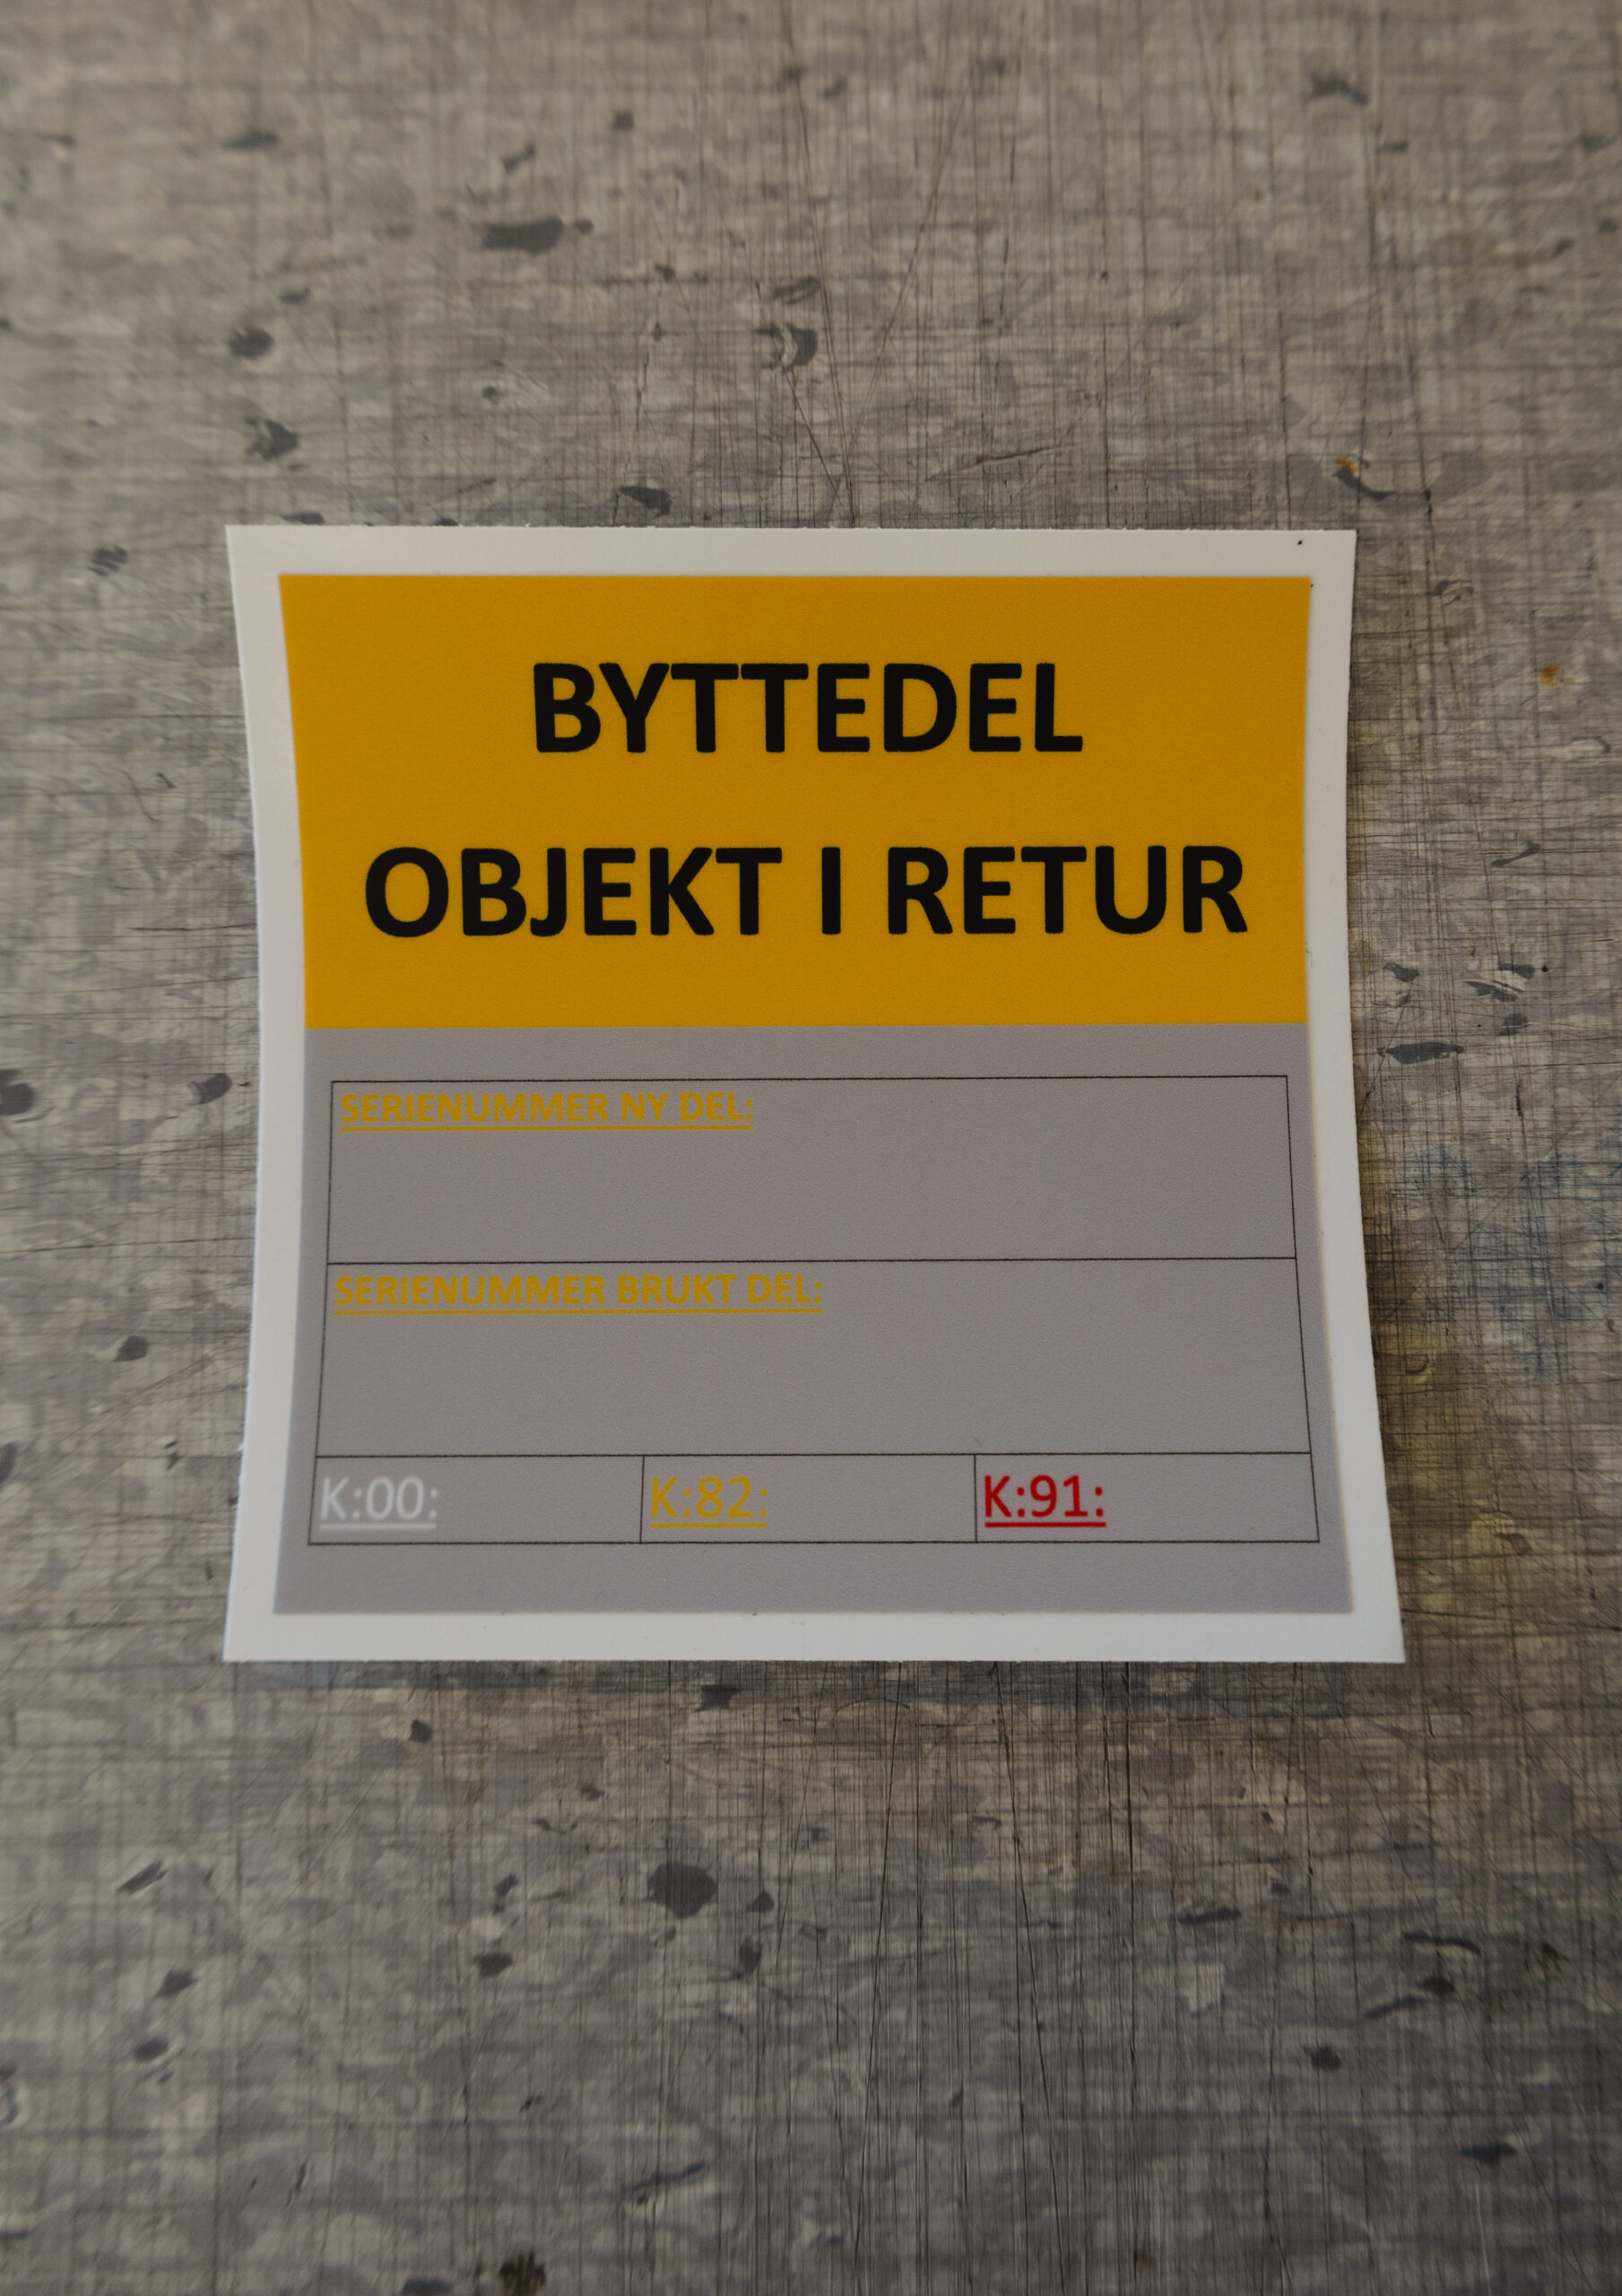 BYTTEDEL
OBJEKT I RETUR
SERIENUMMER NY DEL:
SERIENUMMER BRUKT DEL:
K:00: K:82: K:91: